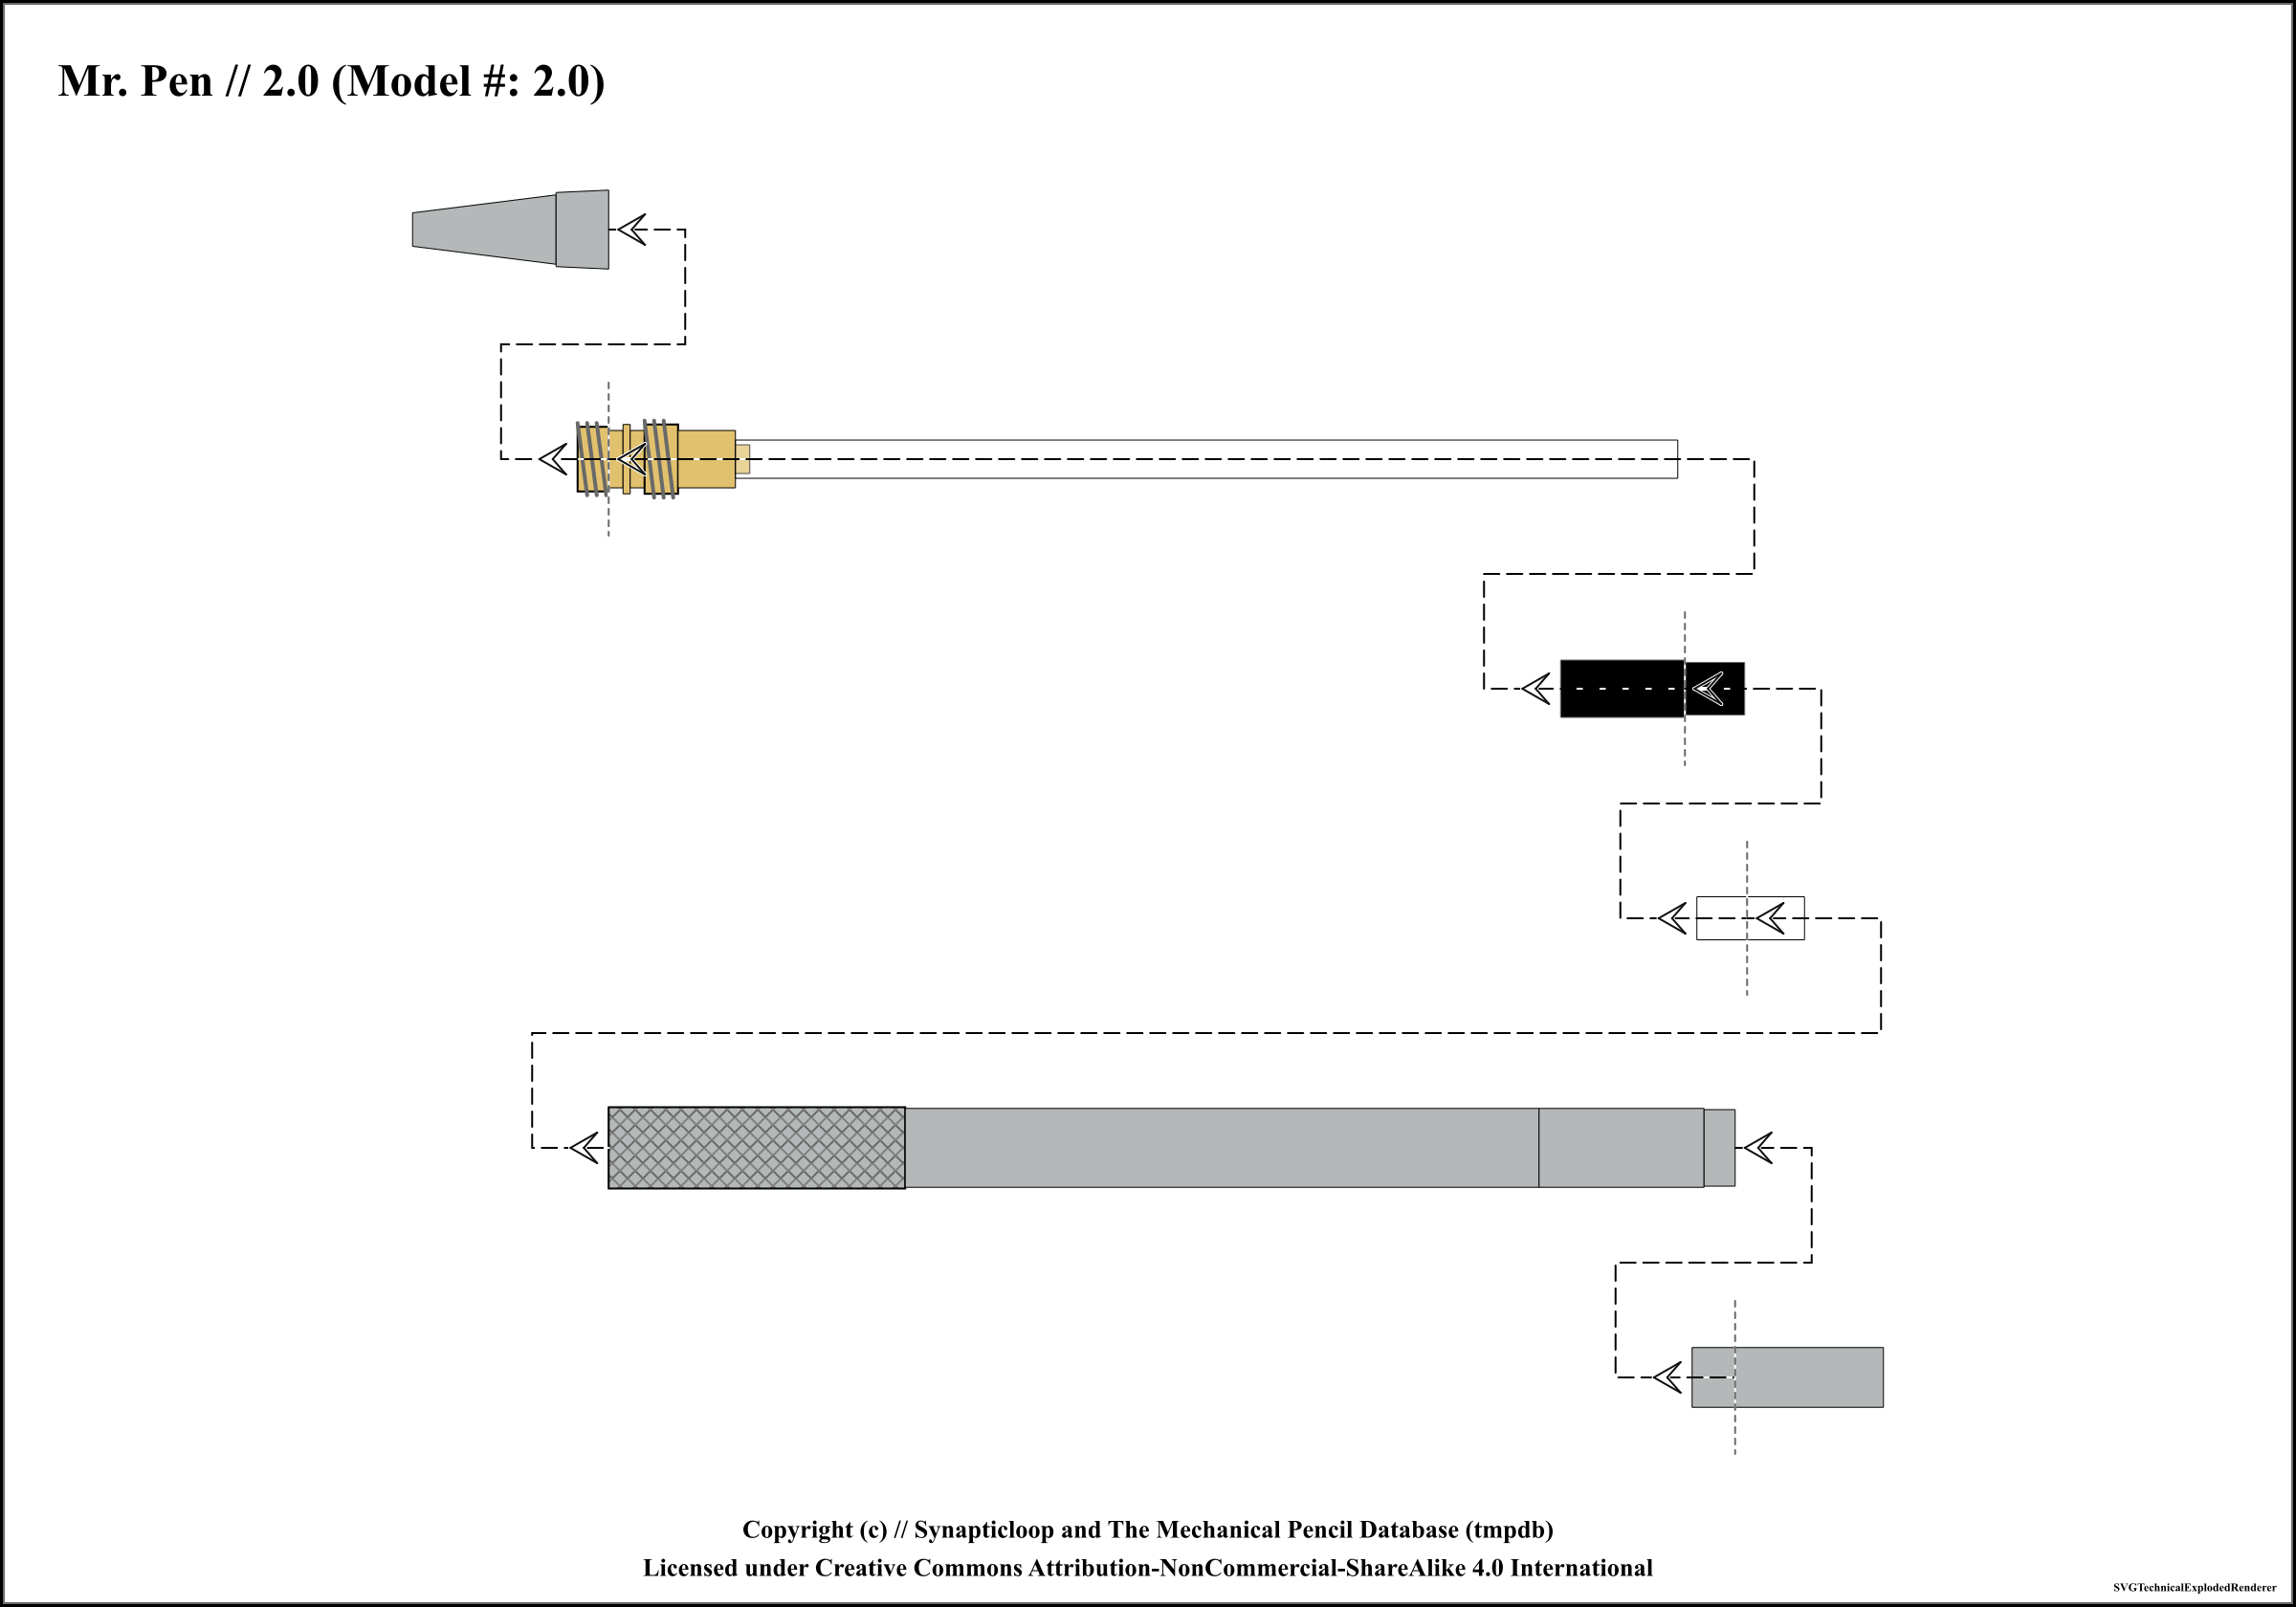 Mr. Pen // 2.0 (Model #: 2.0)
Copyright (c) // Synapticloop and The Mechanical Pencil Database (tmpdb)
Licensed under Creative Commons Attribution-NonCommercial-ShareAlike 4.0 International
SVGTechnicalExplodedRenderer